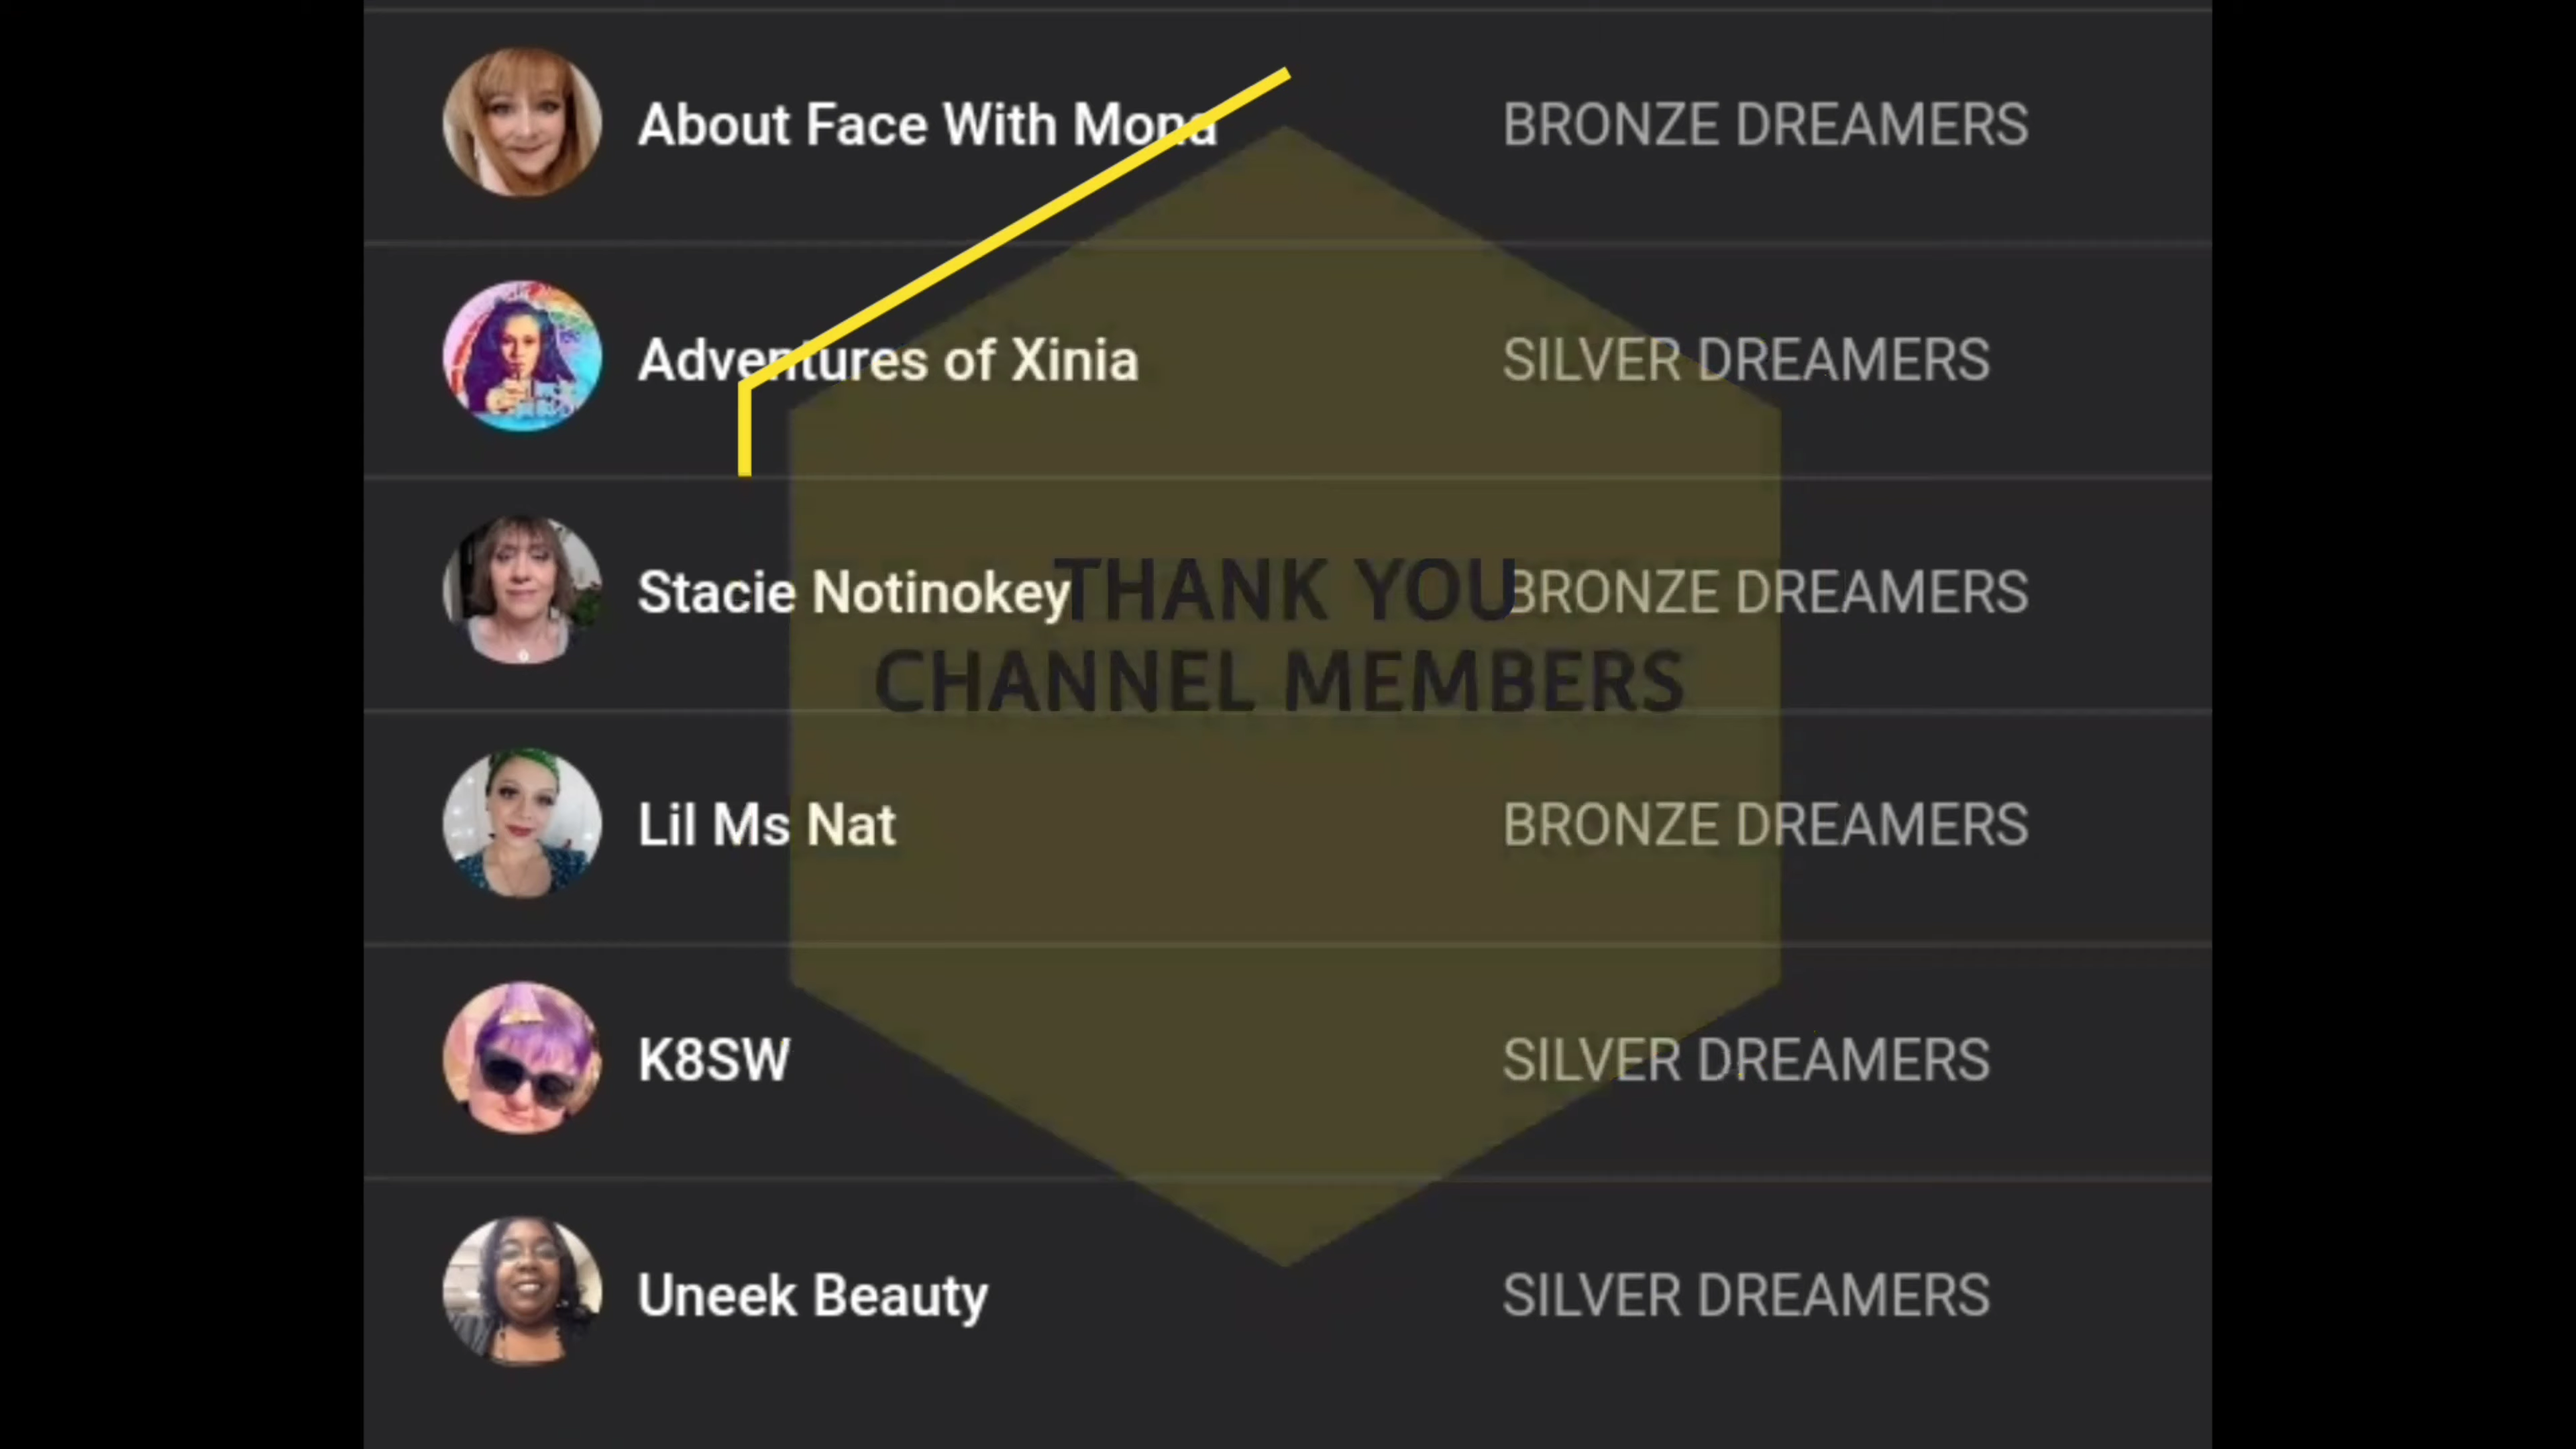 About Face With Mona BRONZE DREAMERS
Adventures of Xinia SILVER DREAMERS
Stacie Notinokey BRONZE DREAMERS
THANK YOU
CHANNEL MEMBERS
Lil Ms Nat BRONZE DREAMERS
K8SW SILVER DREAMERS
Uneek Beauty SILVER DREAMERS